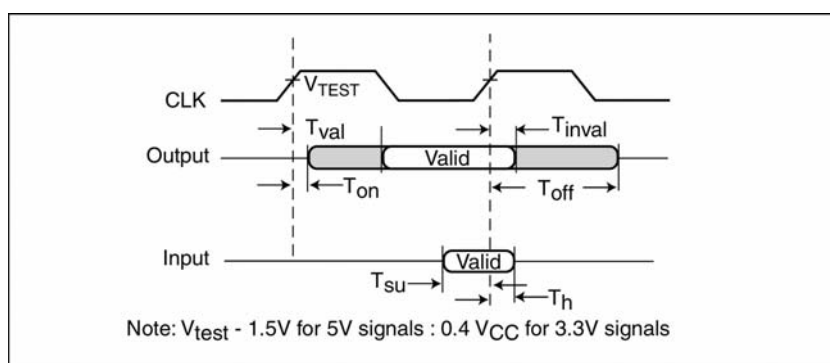 VTEST
CLK
Tval
Tinval
Output
Valid
Ton
Toff
Input
Valid
Tsu
Th
Note: Vtest - 1.5V for 5V signals : 0.4 VCC for 3.3V signals